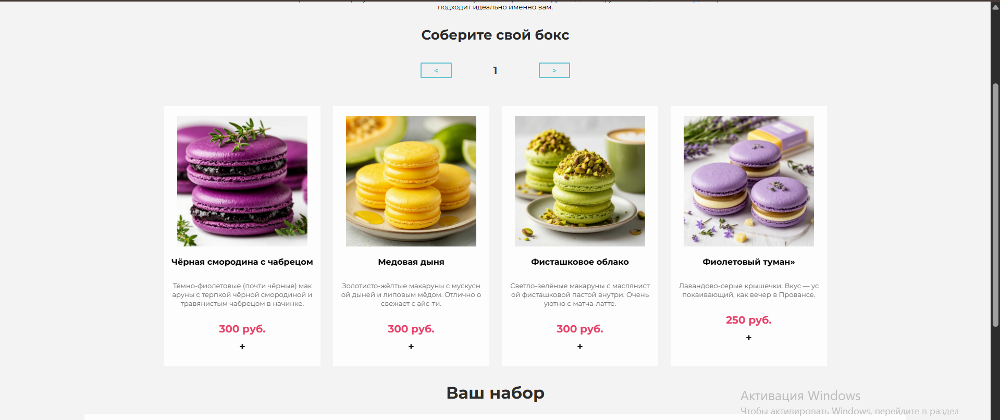 подходит идеально именно вам.
Соберите свой бокс
< 1 >
Чёрная смородина с чабрецом
Тёмно-фиолетовые (почти чёрные) мак
аруны с терпкой чёрной смородиной и
травянистым чабрецом в начинке.
300 руб.
+
Медовая дыня
Золотисто-жёлтые макаруны с мускусн
ой дыней и липовым мёдом. Отлично о
свежает с айс-ти.
300 руб.
+
Фисташковое облако
Светло-зелёные макаруны с маслянист
ой фисташковой пастой внутри. Очень
уютно с матча-латте.
300 руб.
+
Фиолетовый туман»
Лавандово-серые крышечки. Вкус — ус
покаивающий, как вечер в Провансе.
250 руб.
+
Ваш набор
Активация Windows
Чтобы активировать Windows, перейдите в раздел